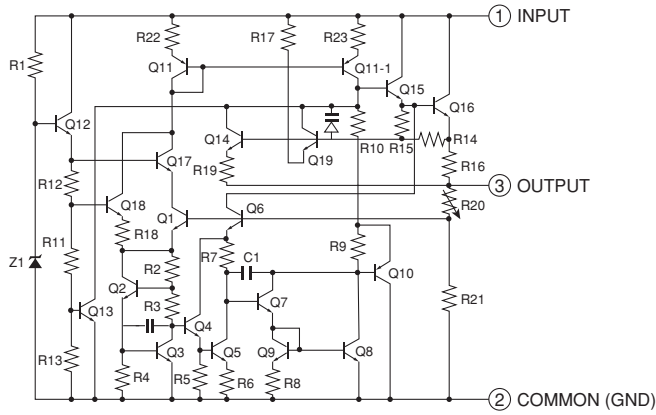 1 INPUT
R22 R17 R23
R1
Q11 Q11-1
Q15
Q16
Q12
Q14 R10 R15 R14
Q17 Q19
R19 R16
R12 3 OUTPUT
Q18 Q6 R20
Q1
R18
R11 R7 C1 R9
Z1 R2 Q10
Q2 Q7 R21
R3
Q13 Q4
Q3 Q5 Q9 Q8
R13 R4 R5 R6 R8
2 COMMON (GND)